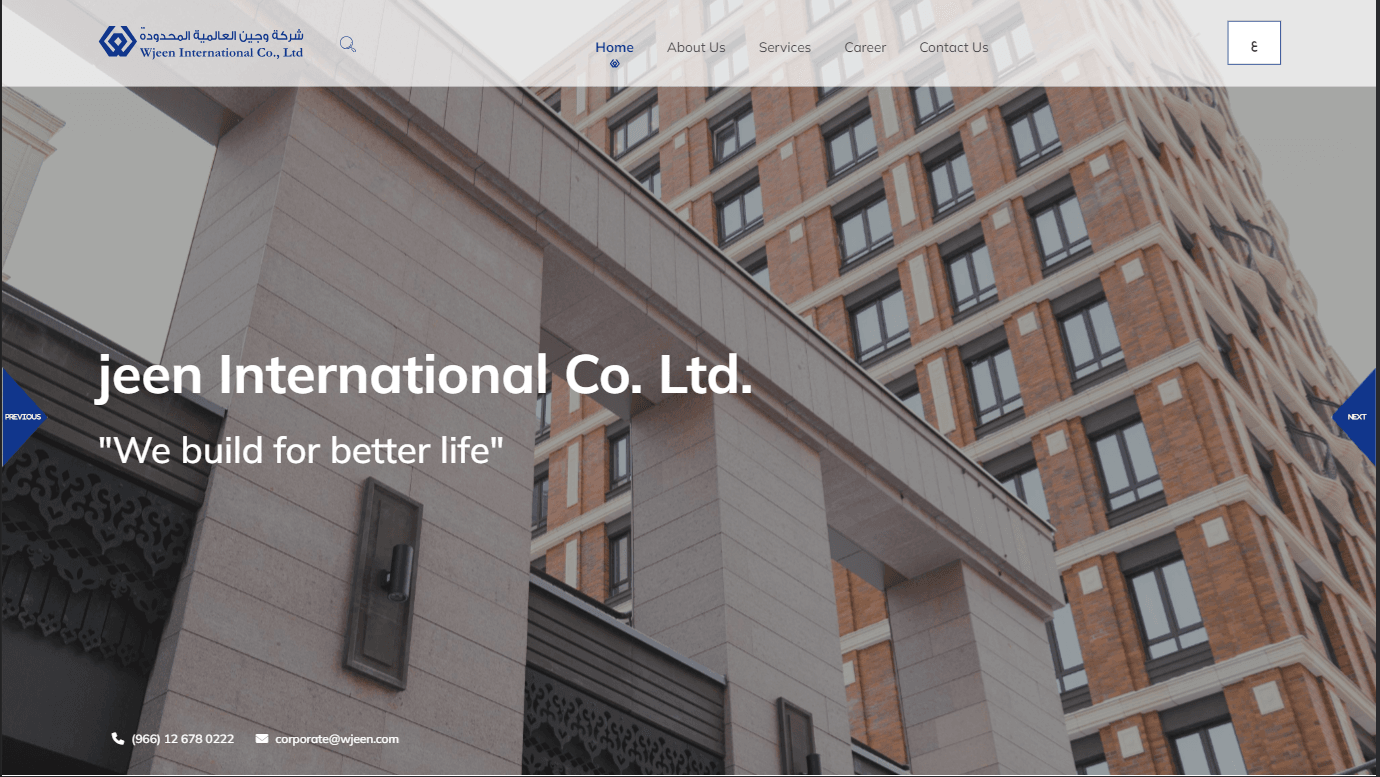 شركة وجين العالمية المحدودة
Wjeen International Co., Ltd
Home
About Us
Services
Career
Contact Us
ع
jeen International Co. Ltd.
"We build for better life"
PREVIOUS
NEXT
(966) 12 678 0222
corporate@wjeen.com